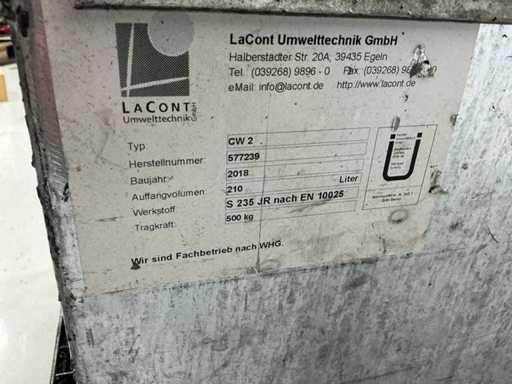 LACONT
Umwelttechnik
LaCont Umwelttechnik GmbH
Halberstädter Str. 20A, 39435 Egeln
Tel. (039268) 9896 - 0 Fax: (039268)
eMail: info@lacont.de http://www.lacont.de
Typ: CW 2
Herstellnummer: 577239
Baujahr: 2018
Auffangvolumen: 210 Liter
Werkstoff: S 235 JR nach EN 10025
Tragkraft: 500 kg
Wir sind Fachbetrieb nach WHG.
Ü